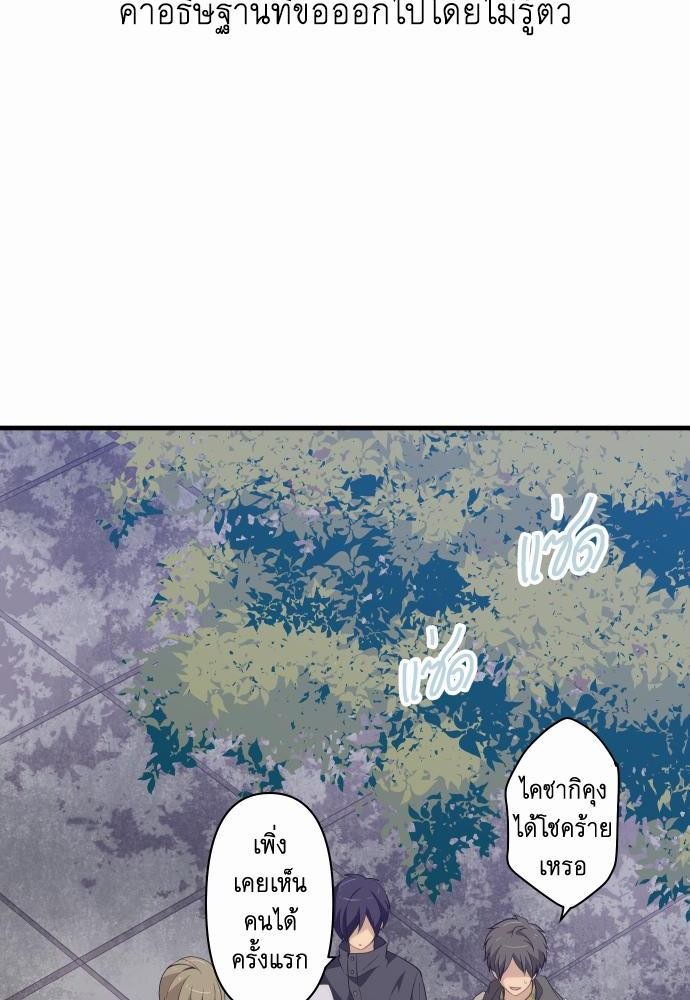 คำอธิษฐานที่ขอออกไปโดยไม่รู้ตัว
แซ่ด
แซ่ด
ไคซากิคุง
ได้โชคร้าย
เหรอ
เพิ่ง
เคยเห็น
คนได้
ครั้งแรก